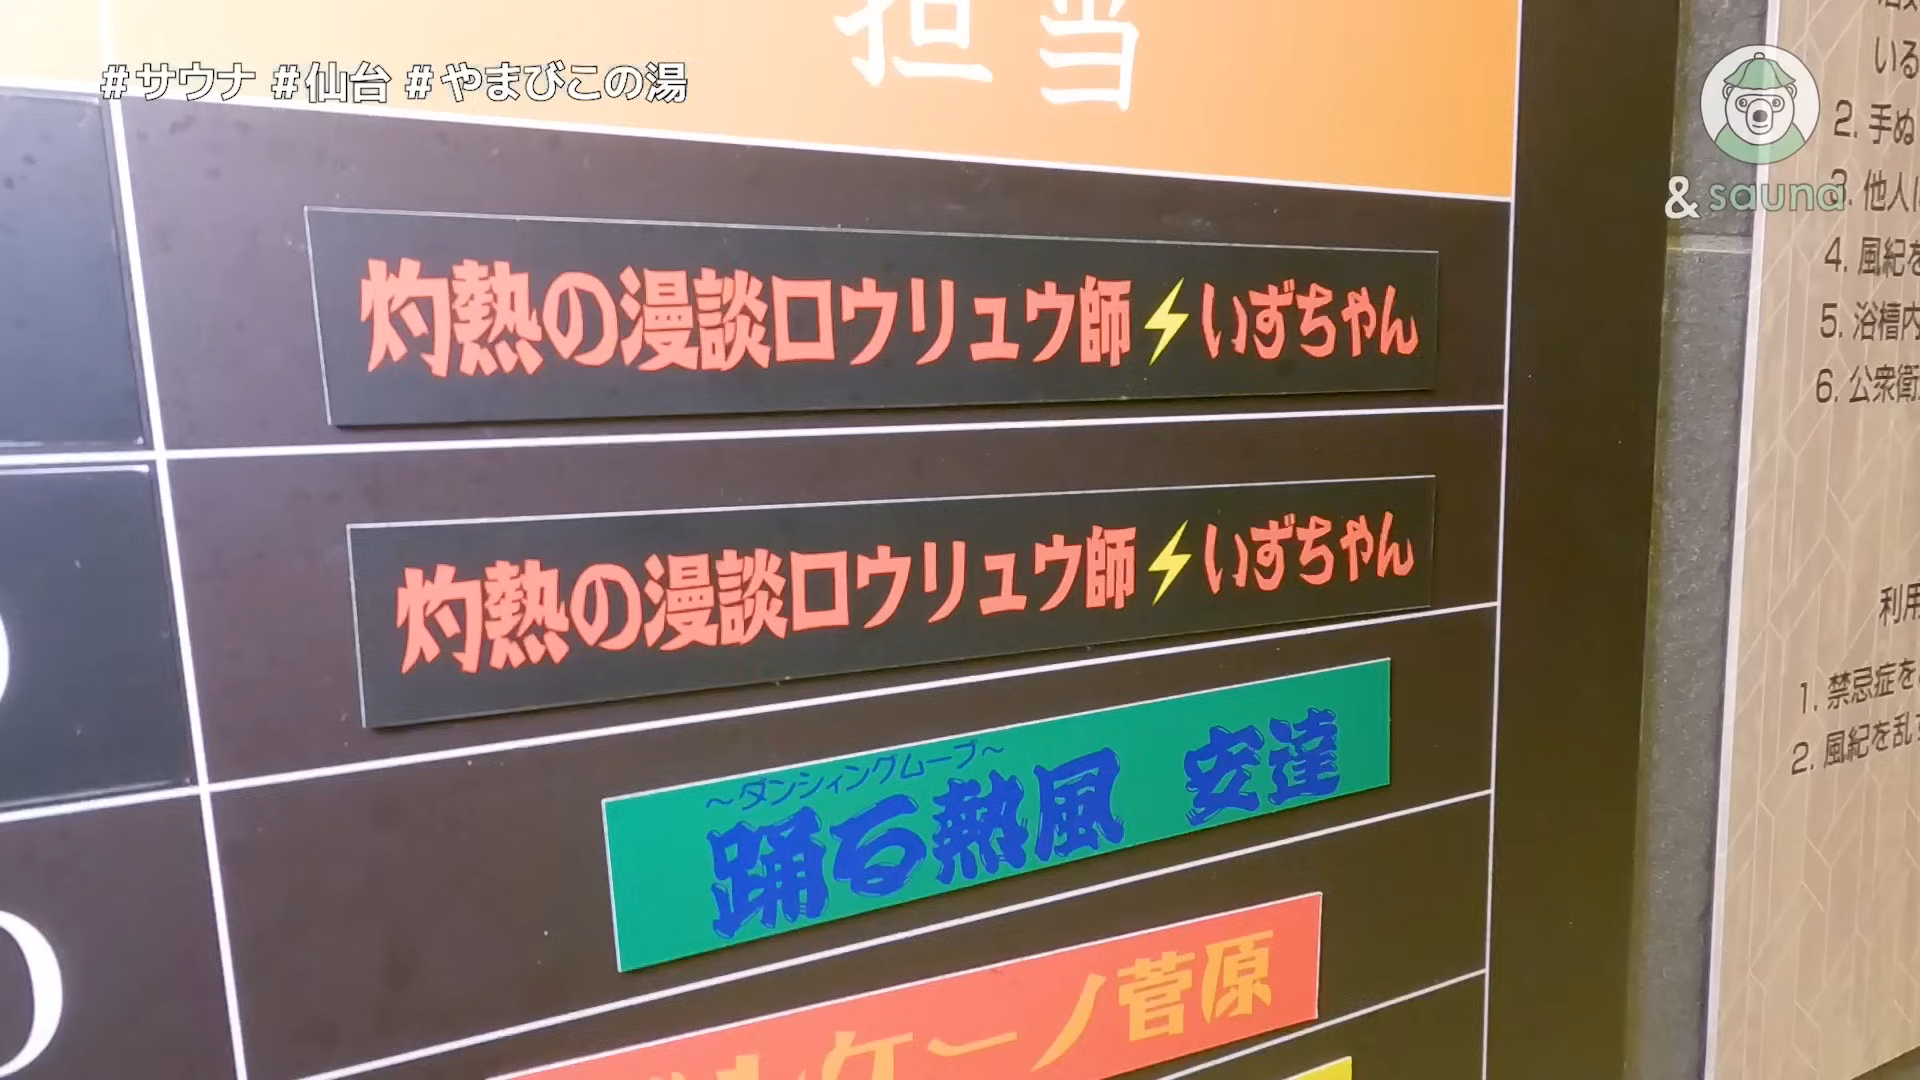 担当
#サウナ #仙台 #やまびこの湯
& sauna
灼熱の漫談ロウリュウ師⚡いずちゃん
灼熱の漫談ロウリュウ師⚡いずちゃん
～ダンシィングムーブ～
踊る熱風 安達
ルケーノ菅原
いる
2. 手ぬ
3. 他人に
4. 風紀を
5. 浴槽内
6. 公衆衛
利用
1. 禁忌症を
2. 風紀を乱す